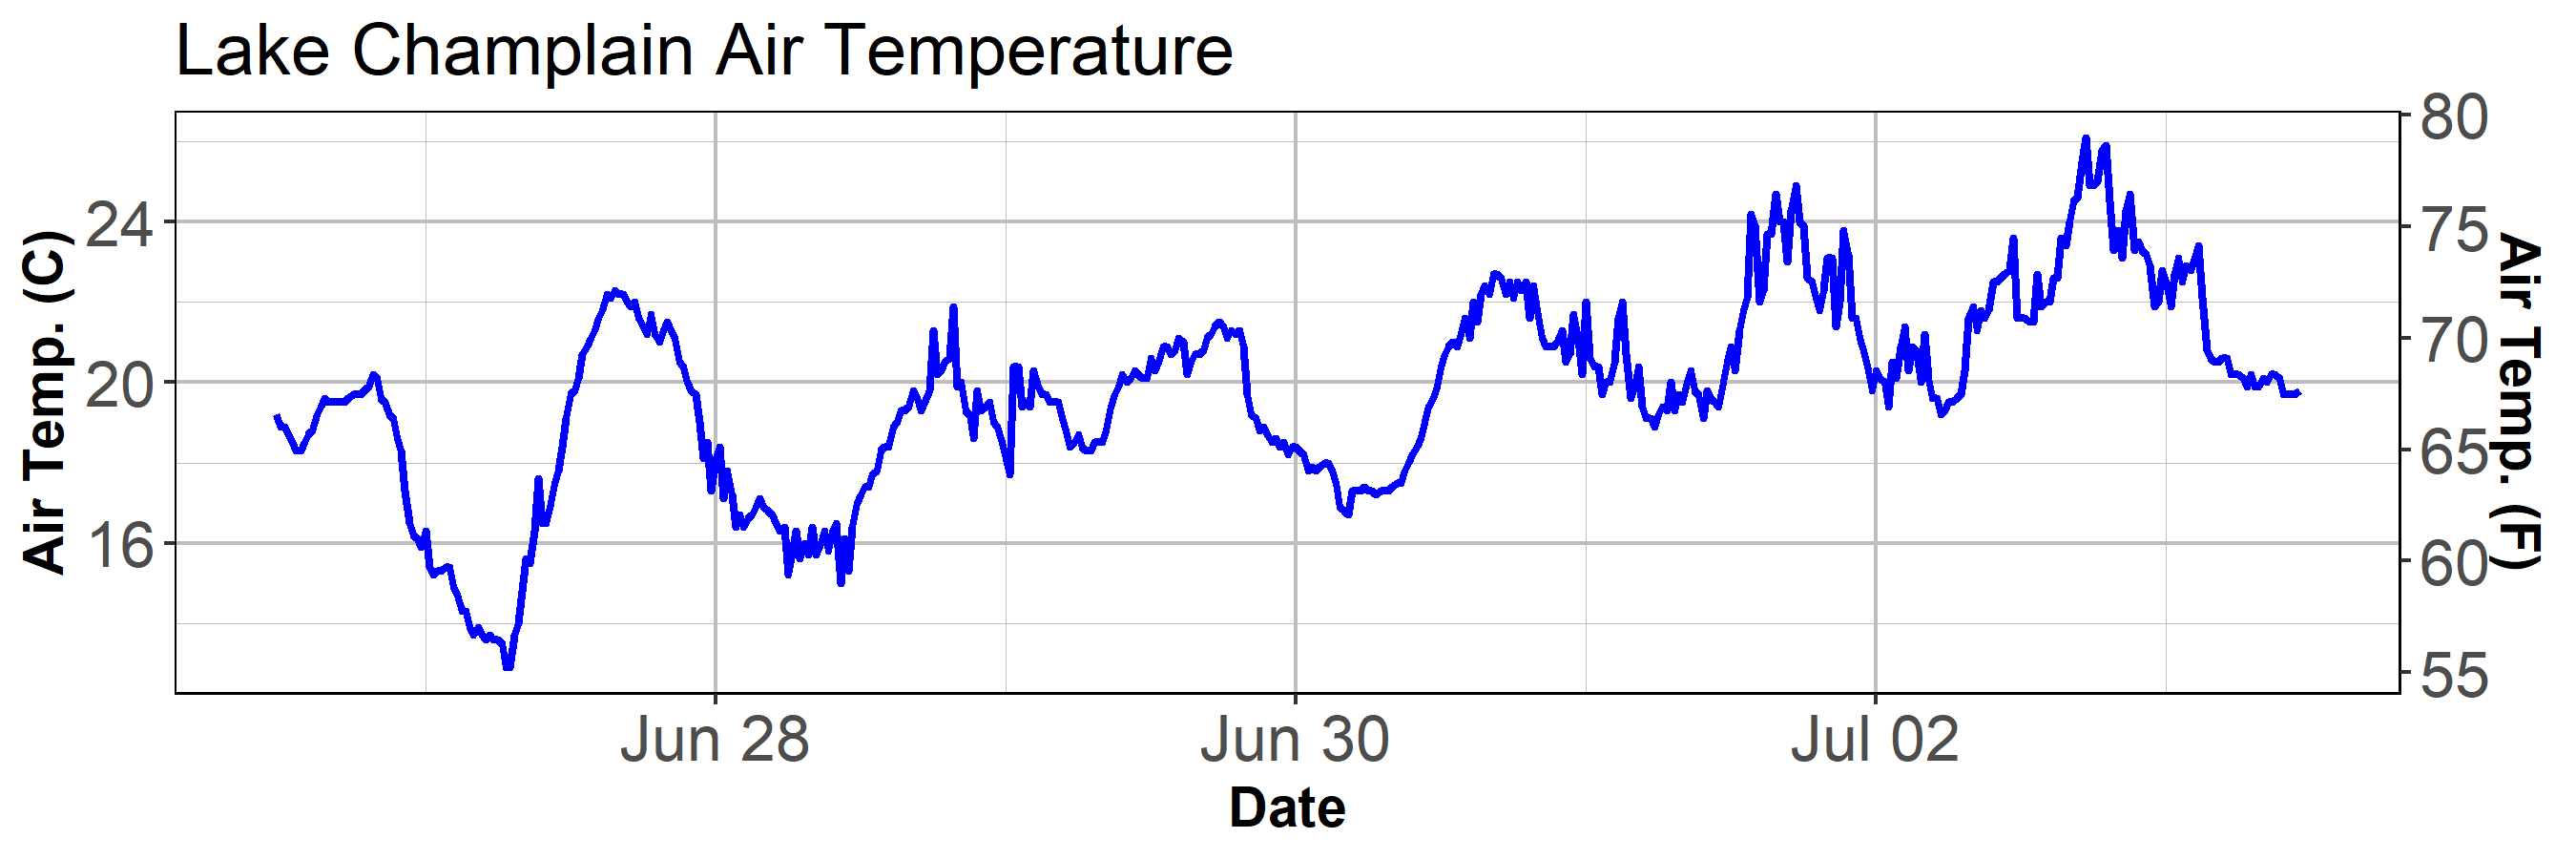 Lake Champlain Air Temperature
Air Temp. (C)
24
20
16
80
75
70
65
60
55
Air Temp. (F)
Jun 28
Jun 30
Jul 02
Date